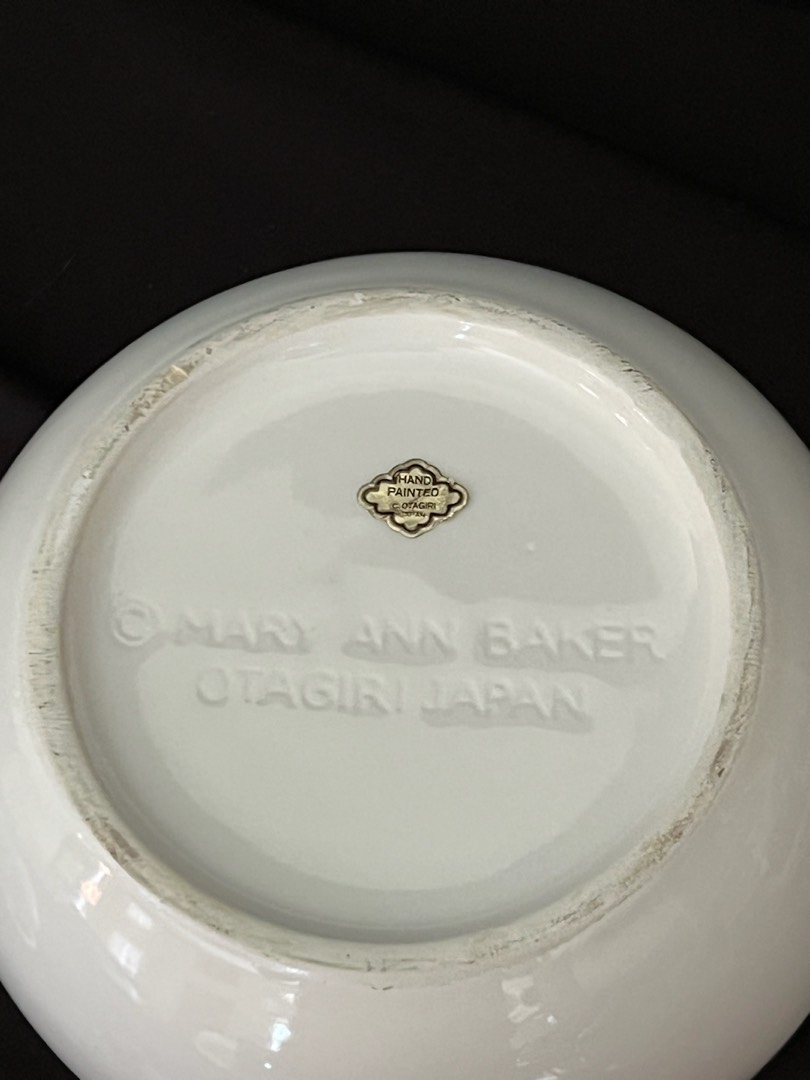 HAND
PAINTED
© OTAGIRI
© MARY ANN BAKER
OTAGIRI JAPAN